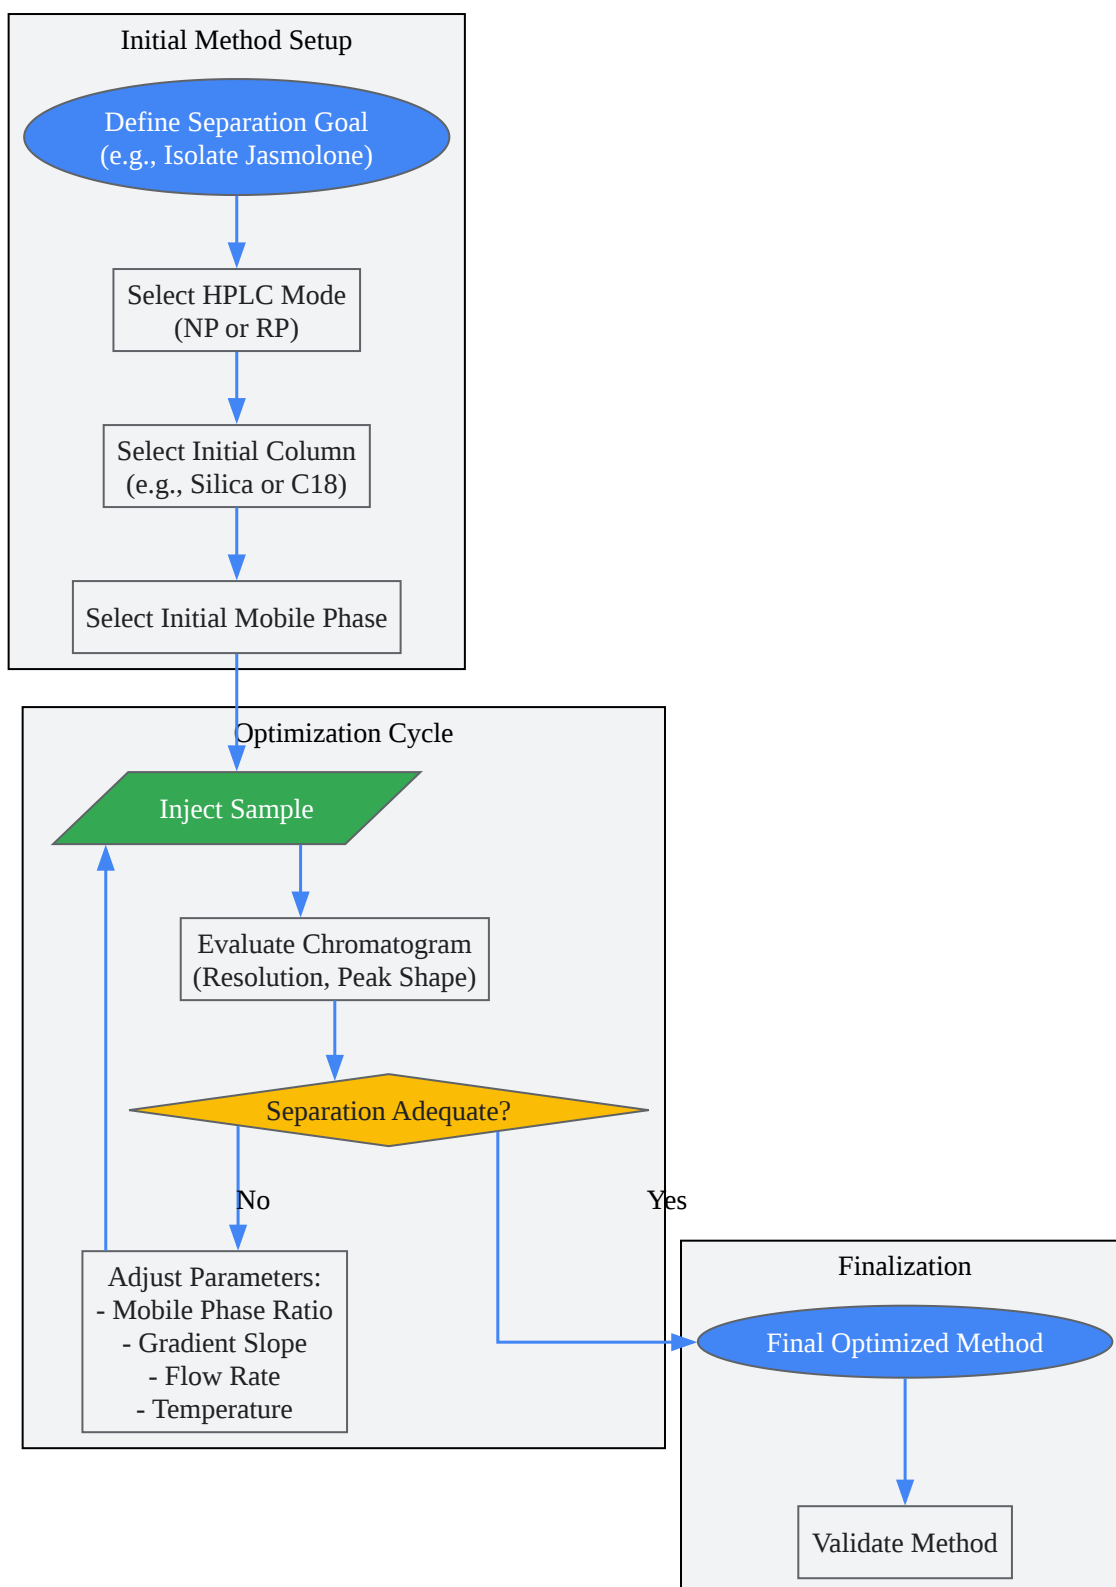 Initial Method Setup
Define Separation Goal
(e.g., Isolate Jasmolone)
Select HPLC Mode
(NP or RP)
Select Initial Column
(e.g., Silica or C18)
Select Initial Mobile Phase
Optimization Cycle
Inject Sample
Evaluate Chromatogram
(Resolution, Peak Shape)
Separation Adequate?
No
Yes
Adjust Parameters:
- Mobile Phase Ratio
- Gradient Slope
- Flow Rate
- Temperature
Finalization
Final Optimized Method
Validate Method